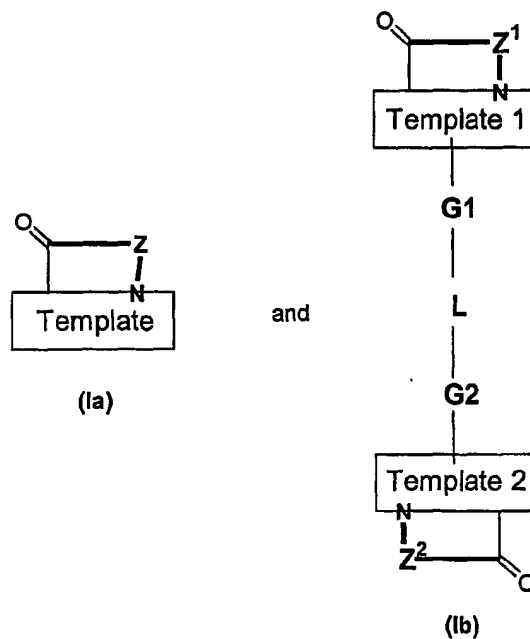 O Z
N
Template
(Ia)
and
O Z¹
N
Template 1
G1
L
G2
Template 2
N
Z² O
(Ib)